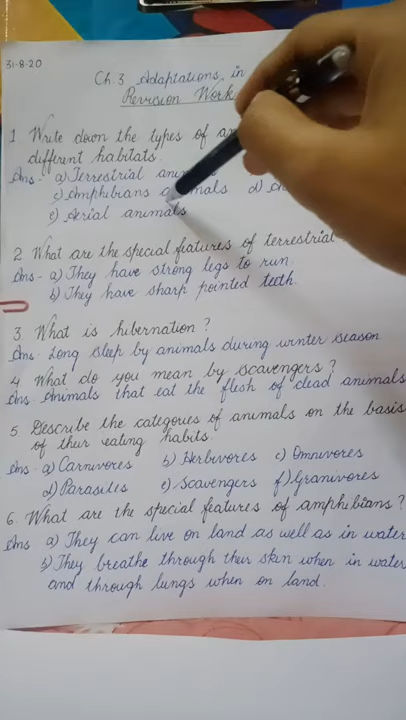 31-8-20
Ch. 3 Adaptations in
Revision Work
1 Write down the types of
different habitats.
Ans- a) Terrestrial
c) Amphibians animals d)
e) Aerial animals
2. What are the special features of terrestrial
Ans- a) They have strong legs to run.
b) They have sharp pointed teeth.
3. What is hibernation?
Ans- Long sleep by animals during winter season
4. What do you mean by scavengers?
Ans Animals that eat the flesh of dead animals
5. Describe the categories of animals on the basis
of their eating habits.
Ans- a) Carnivores b) Herbivores c) Omnivores
d) Parasites e) Scavengers f) Granivores
6. What are the special features of amphibians?
Ans a) They can live on land as well as in water
b) They breathe through their skin when in water
and through lungs when on land.